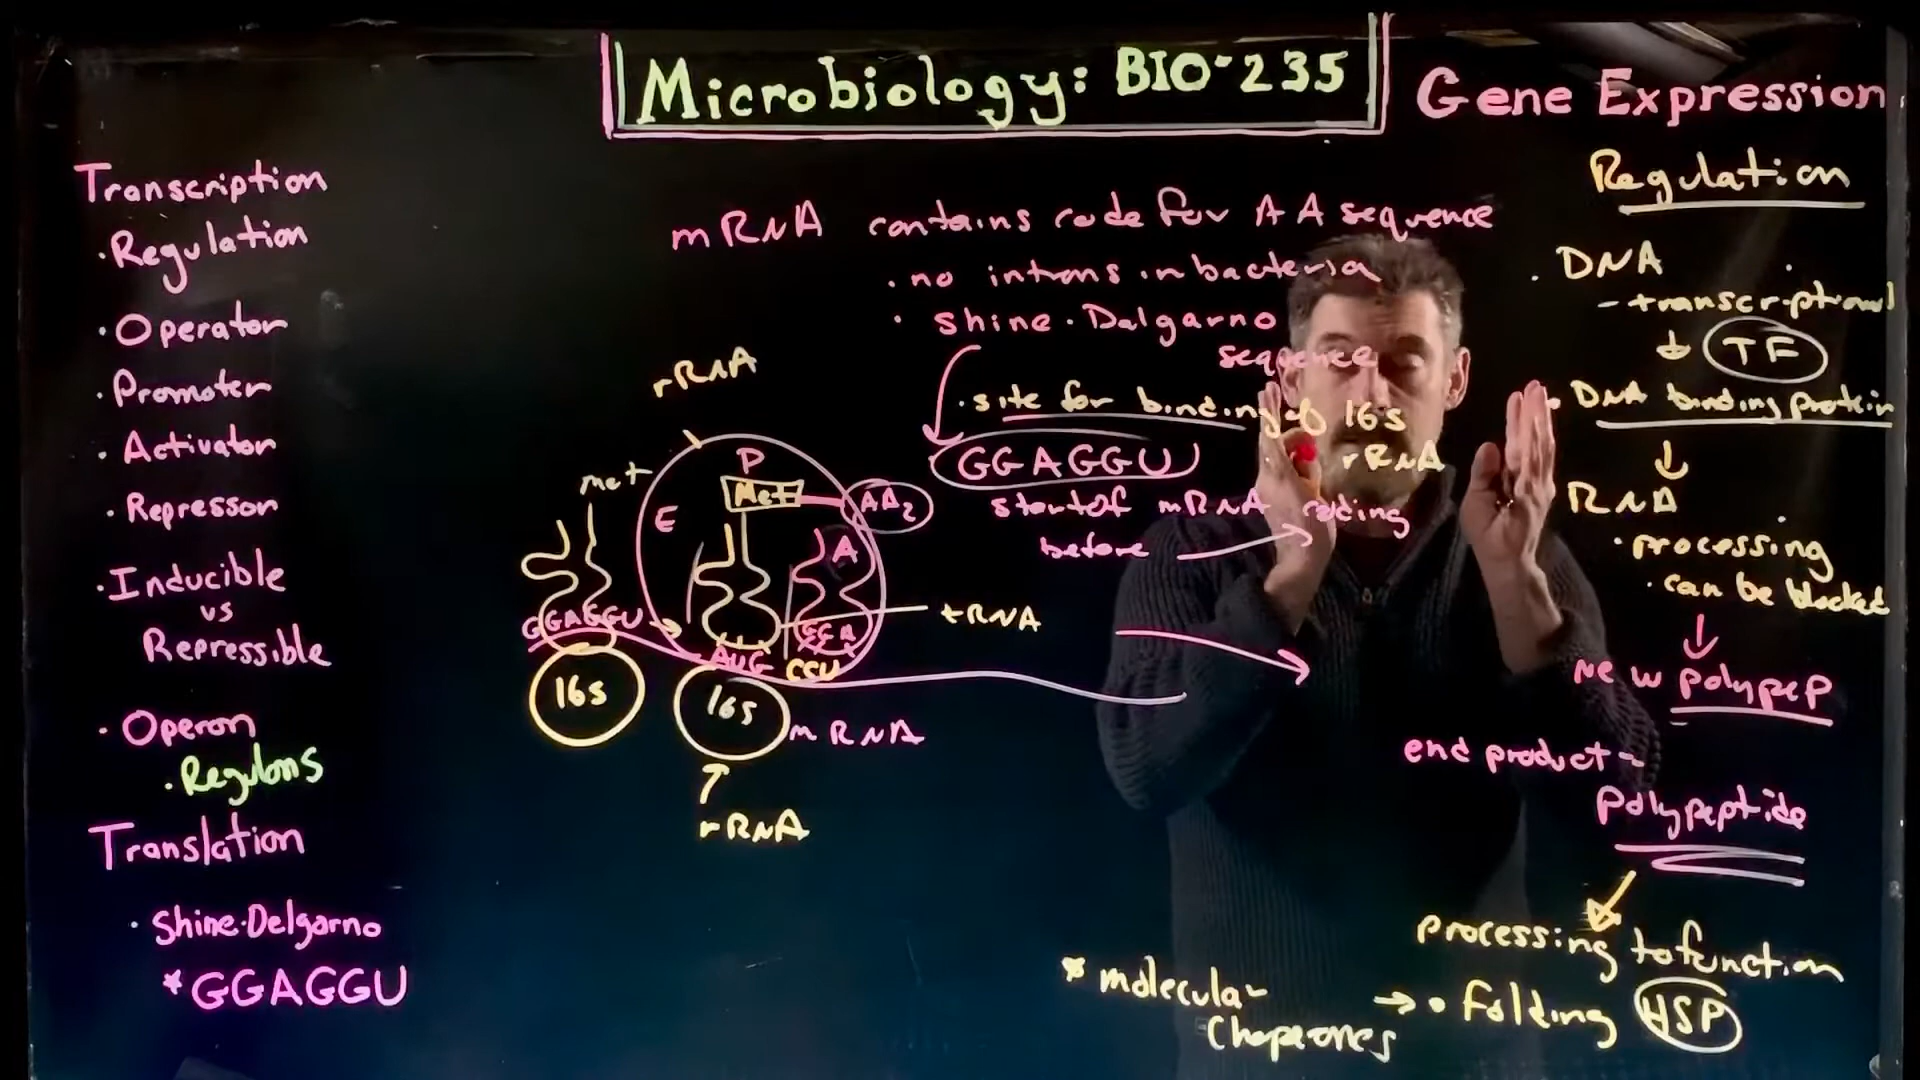 Microbiology: BIO-235
Gene Expression
Transcription
• Regulation
• Operator
• Promoter
• Activator
• Repressor
• Inducible
vs
Repressible
• Operon
• Regulons
Translation
• Shine-Delgarno
*GGAGGU
mRNA contains code for AA sequence
• no introns in bacteria
• Shine-Dalgarno
sequence
• site for binding of 16s
rRNA
GGAGGU
start of mRNA coding
before
rRNA
met
P
Met
AA2
E
A
GGAGGU
GGA
AUG CCU
tRNA
16s
16s
mRNA
rRNA
Regulation
• DNA
- transcriptional
TF
• DNA binding protein
RNA
• processing
• can be blocked
New polypep
end product -
polypeptide
processing to function
* molecular
Chaperones
• folding HSP